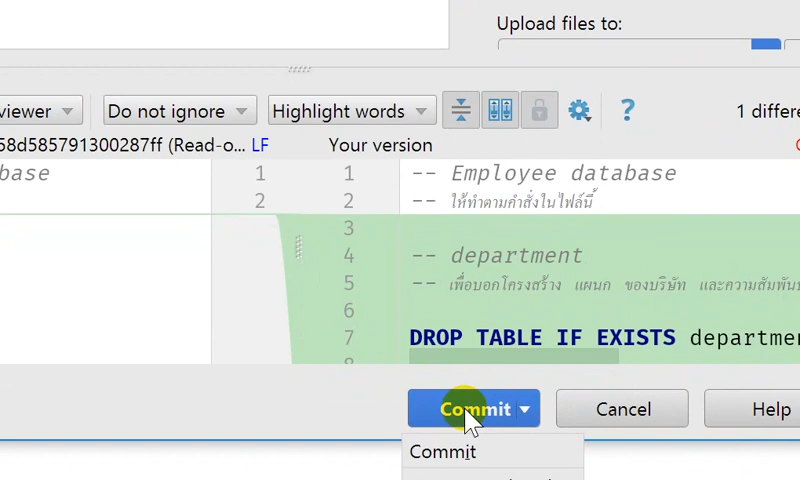 Upload files to:
viewer Do not ignore Highlight words ? 1 differe
58d585791300287ff (Read-o... LF Your version
base 1 1 -- Employee database
2 2 -- ให้ทำตามคำสั่งในไฟล์นี้
3
4 -- department
5 -- เพื่อบอกโครงสร้าง แผนก ของบริษัท และความสัมพันธ
6
7 DROP TABLE IF EXISTS departmen
8
Commit Cancel Help
Commit